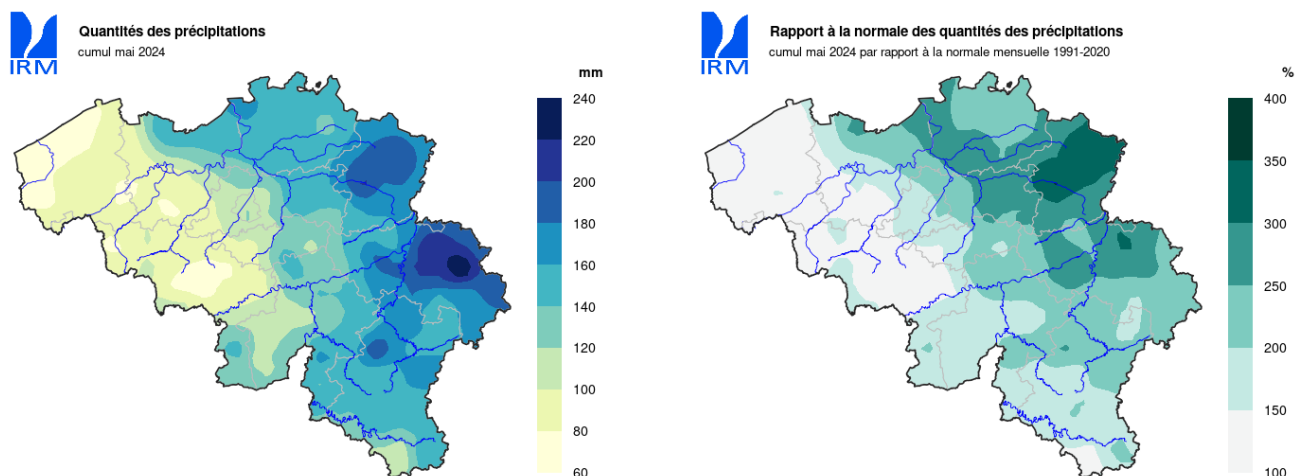 IRM
Quantités des précipitations
cumul mai 2024
mm
240
220
200
180
160
140
120
100
80
60
IRM
Rapport à la normale des quantités des précipitations
cumul mai 2024 par rapport à la normale mensuelle 1991-2020
%
400
350
300
250
200
150
100